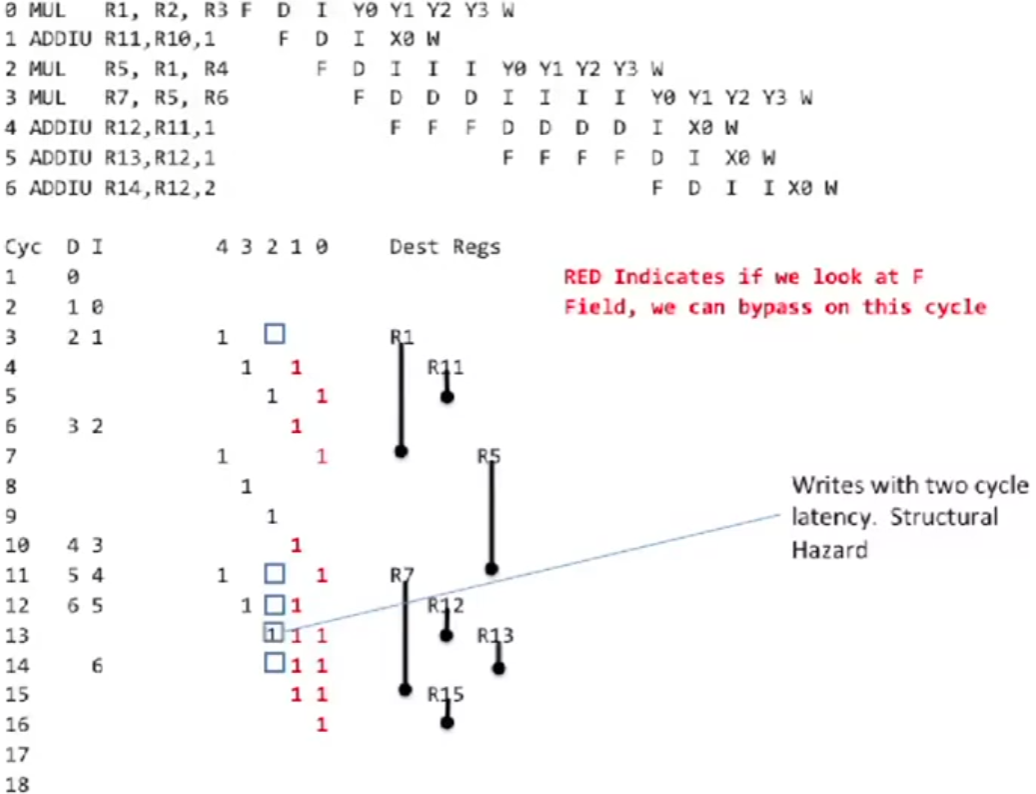 0 MUL R1, R2, R3 F D I Y0 Y1 Y2 Y3 W
1 ADDIU R11,R10,1 F D I X0 W
2 MUL R5, R1, R4 F D I I I Y0 Y1 Y2 Y3 W
3 MUL R7, R5, R6 F D D D I I I I Y0 Y1 Y2 Y3 W
4 ADDIU R12,R11,1 F F F D D D D I X0 W
5 ADDIU R13,R12,1 F F F F D I X0 W
6 ADDIU R14,R12,2 F D I I X0 W
Cyc D I 4 3 2 1 0 Dest Regs
1 0 RED Indicates if we look at F
2 1 0 Field, we can bypass on this cycle
3 2 1 1 R1
4 1 1 R11
5 1 1
6 3 2 1
7 1 1 R5
8 1 Writes with two cycle
9 1 latency. Structural
10 4 3 1 Hazard
11 5 4 1 1 R7
12 6 5 1 1 R12
13 1 1 1 R13
14 6 1 1
15 1 1 R15
16 1
17
18